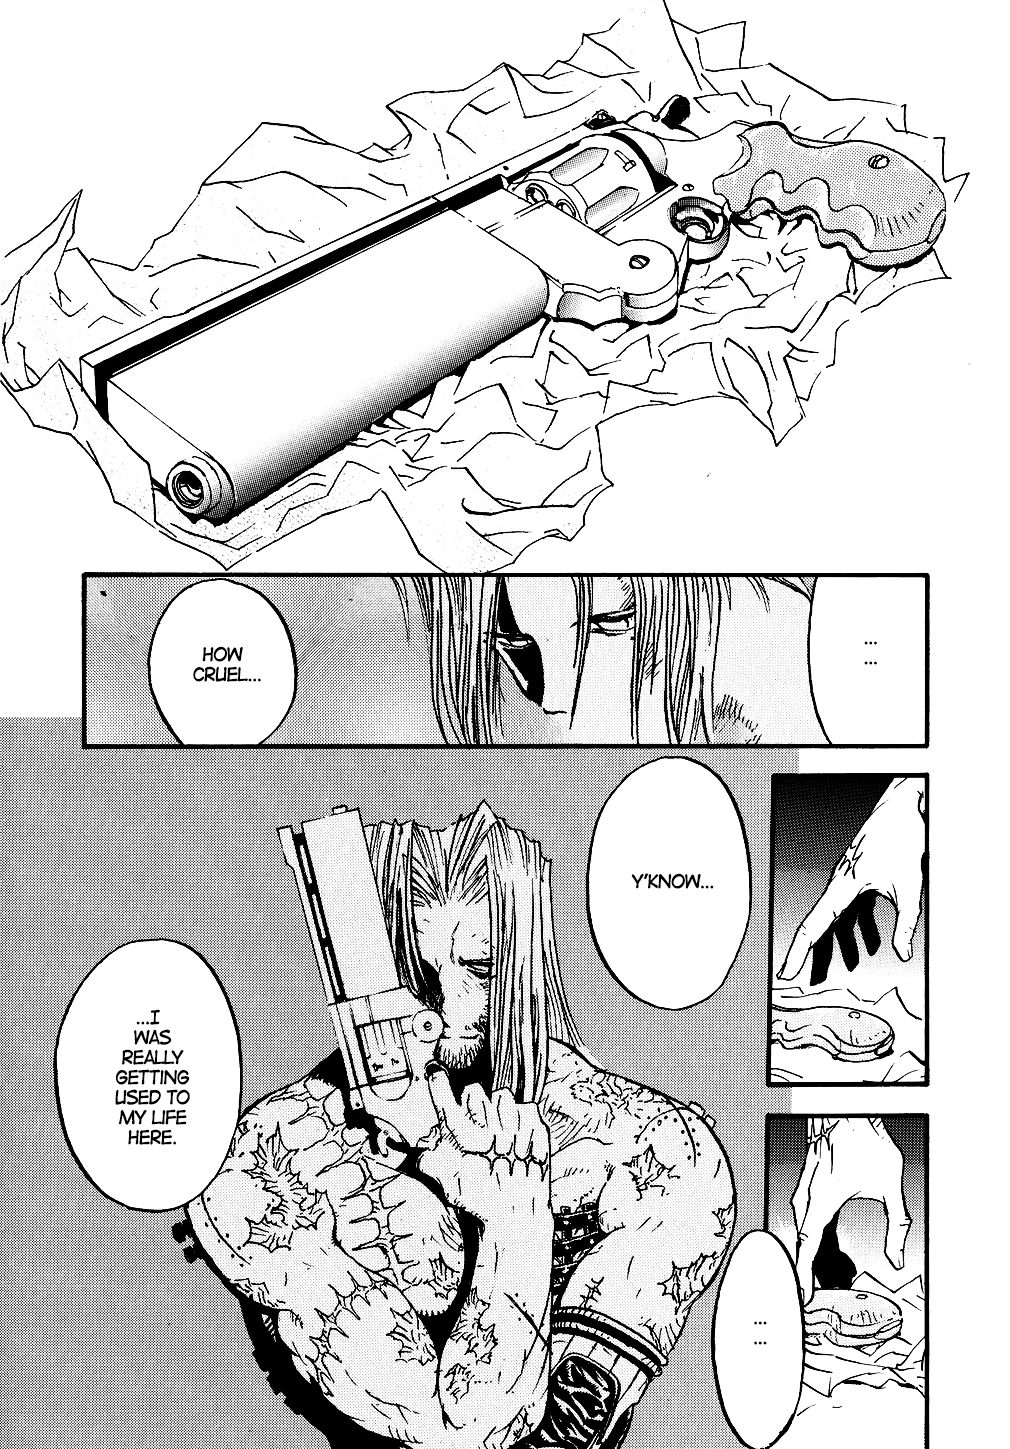 ...
...
HOW
CRUEL...
Y'KNOW...
...
...
...I
WAS
REALLY
GETTING
USED TO
MY LIFE
HERE.